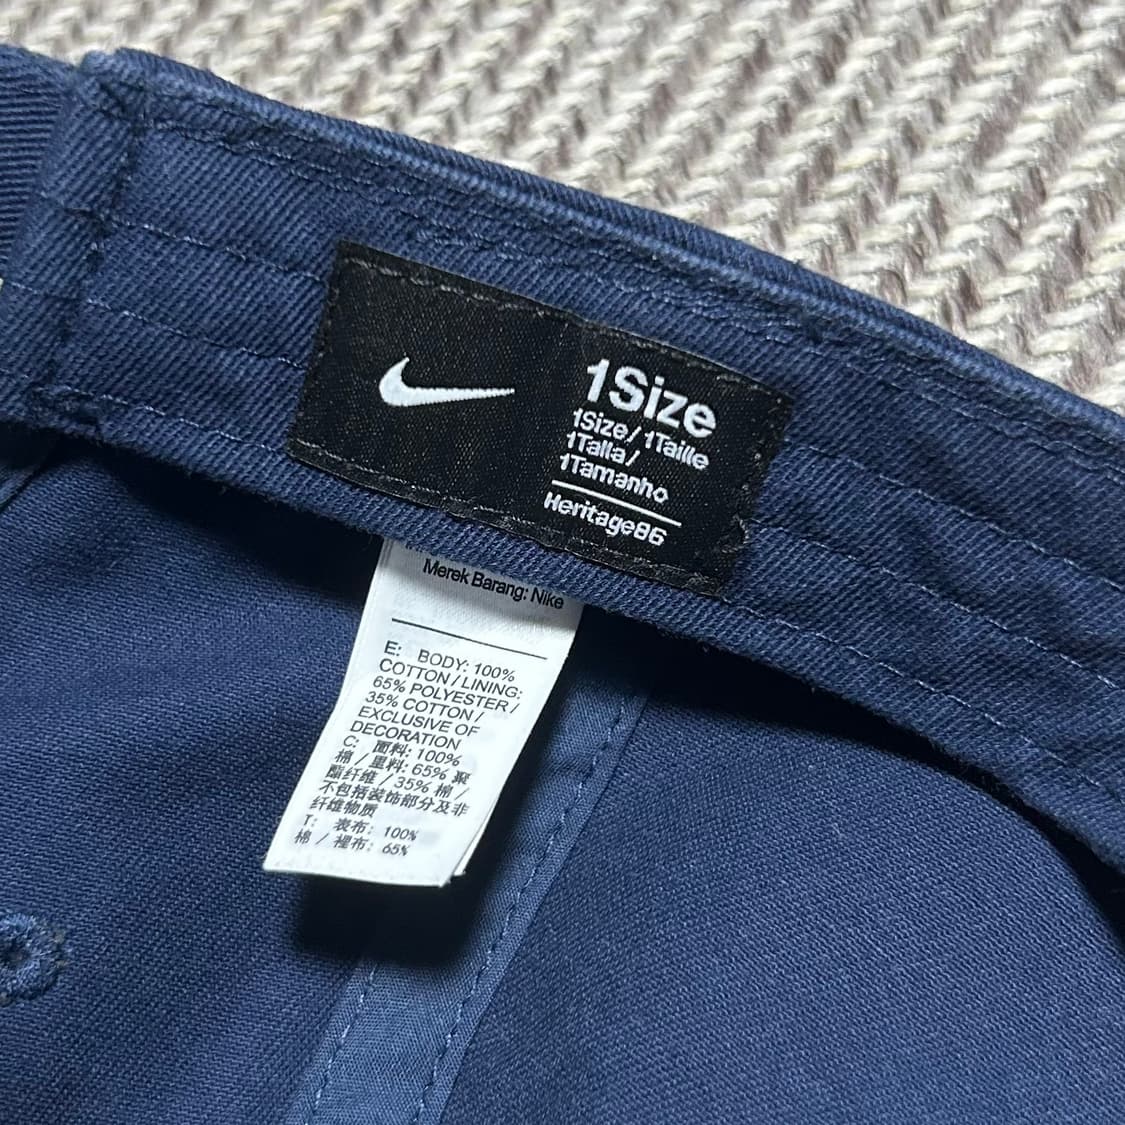 1Size
1Size/1Taille
1Talla/
1Tamanho
Heritage86
Merek Barang: Nike
E: BODY: 100%
COTTON / LINING:
65% POLYESTER /
35% COTTON /
EXCLUSIVE OF
DECORATION
C: 面料: 100%
棉 / 里料: 65% 聚
酯纤维 / 35% 棉 /
不包括装饰部分及非
纤维物质
T: 表布: 100%
棉 / 裡布: 65%